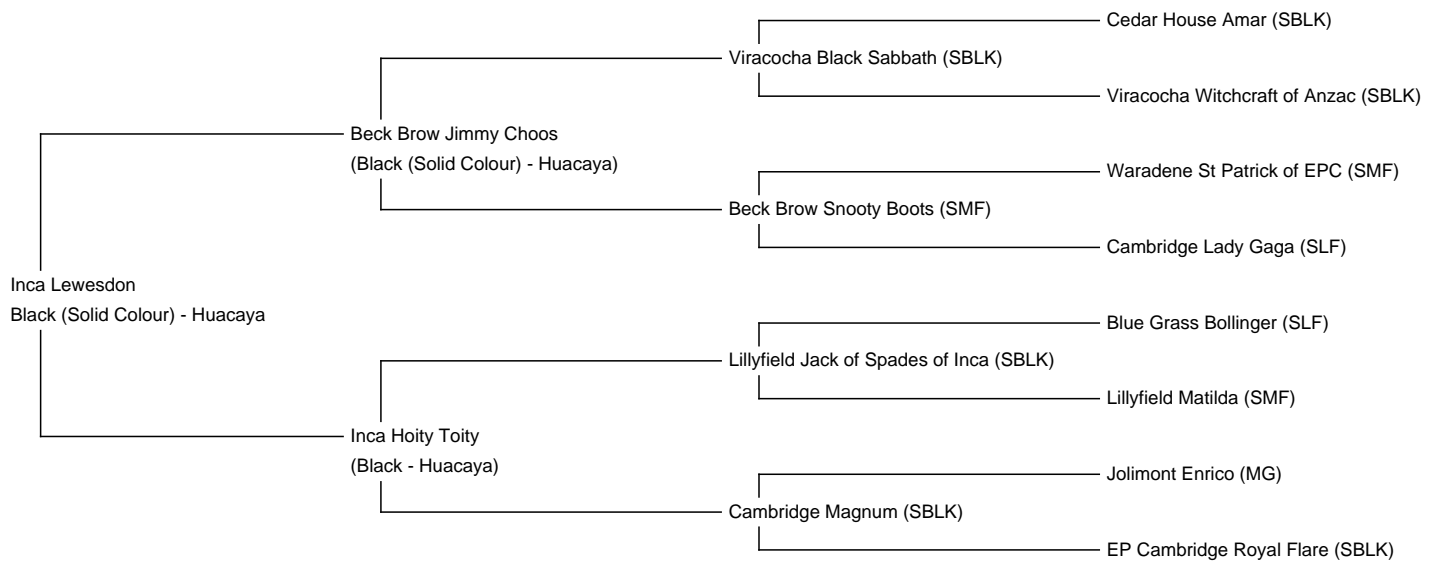 Cedar House Amar (SBLK)
Viracocha Black Sabbath (SBLK)
Viracocha Witchcraft of Anzac (SBLK)
Beck Brow Jimmy Choos
(Black (Solid Colour) - Huacaya)
Waradene St Patrick of EPC (SMF)
Beck Brow Snooty Boots (SMF)
Cambridge Lady Gaga (SLF)
Inca Lewesdon
Black (Solid Colour) - Huacaya
Blue Grass Bollinger (SLF)
Lillyfield Jack of Spades of Inca (SBLK)
Lillyfield Matilda (SMF)
Inca Hoity Toity
(Black - Huacaya)
Jolimont Enrico (MG)
Cambridge Magnum (SBLK)
EP Cambridge Royal Flare (SBLK)